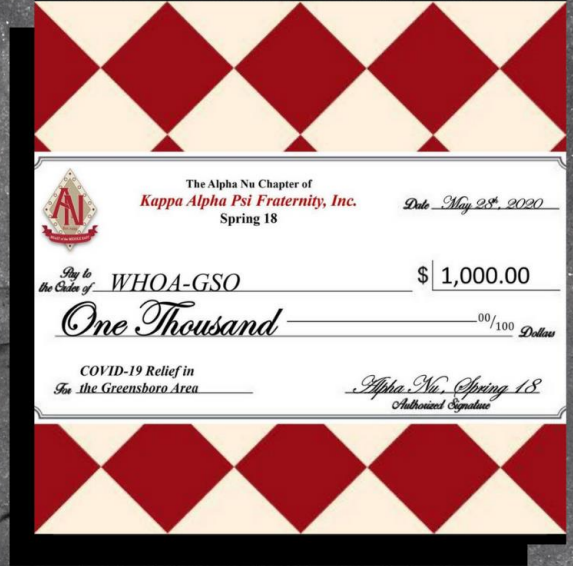 AN
The Alpha Nu Chapter of
Kappa Alpha Psi Fraternity, Inc.
Spring 18
Date May 28th, 2020
Pay to
the Order of WHOA-GSO $ 1,000.00
One Thousand 00/100 Dollars
COVID-19 Relief in
For the Greensboro Area
Alpha Nu, Spring 18
Authorized Signature